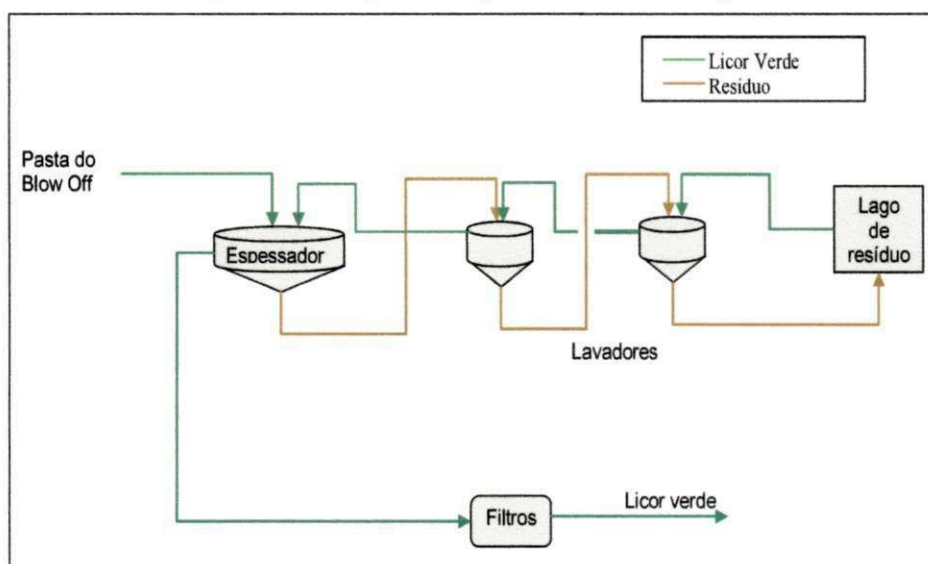 Licor Verde
Resíduo
Pasta do
Blow Off
Espessador
Lago
de
resíduo
Lavadores
Filtros
Licor verde